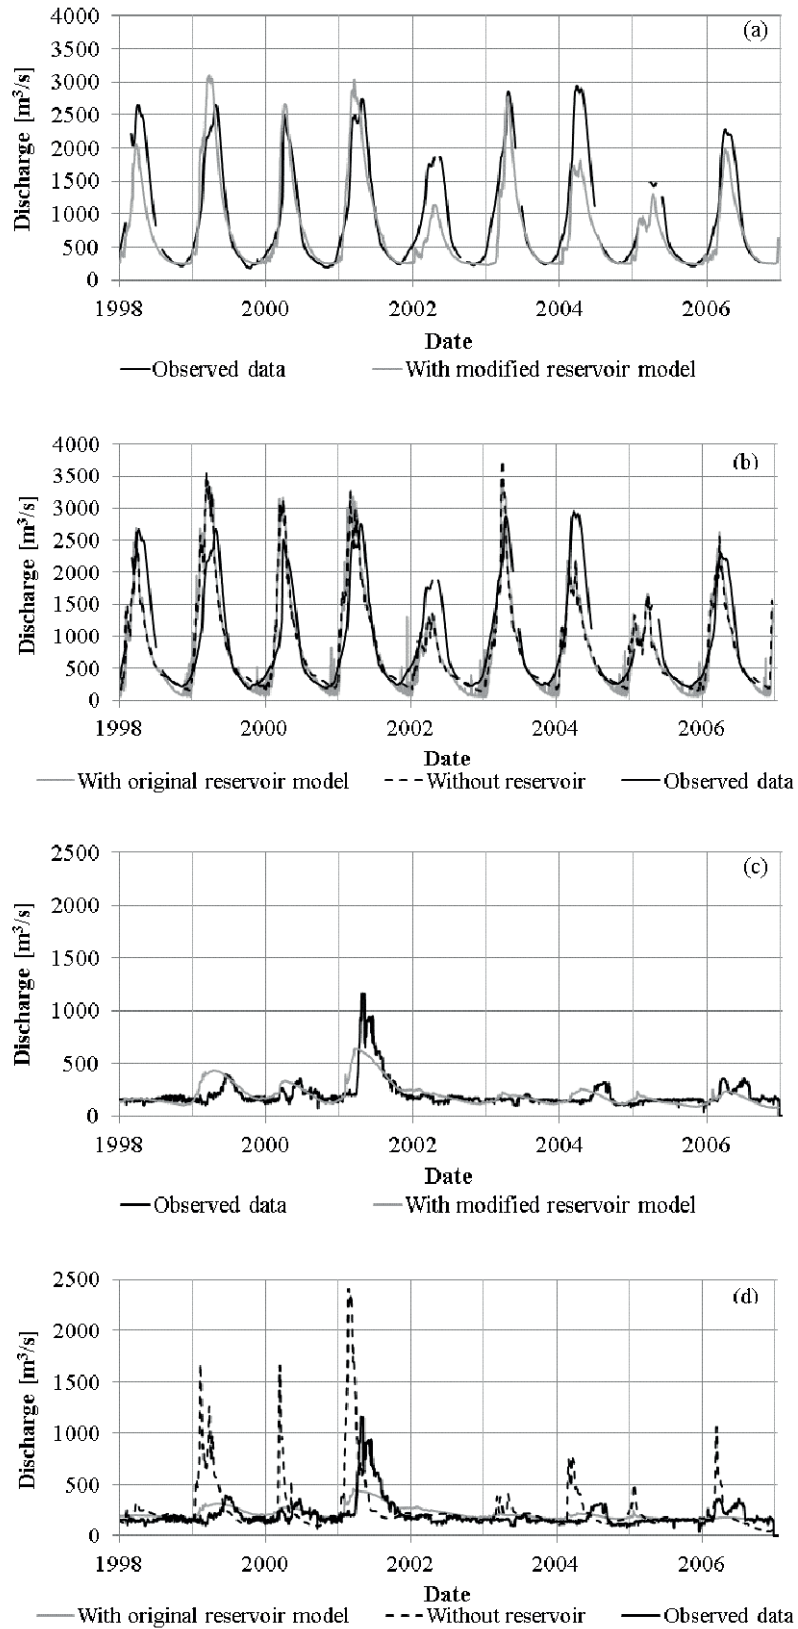 (a)
Discharge [m³/s]
4000
3500
3000
2500
2000
1500
1000
500
0
1998 2000 2002 2004 2006
Date
Observed data With modified reservoir model
(b)
Discharge [m³/s]
4000
3500
3000
2500
2000
1500
1000
500
0
1998 2000 2002 2004 2006
Date
With original reservoir model Without reservoir Observed data
(c)
Discharge [m³/s]
2500
2000
1500
1000
500
0
1998 2000 2002 2004 2006
Date
Observed data With modified reservoir model
(d)
Discharge [m³/s]
2500
2000
1500
1000
500
0
1998 2000 2002 2004 2006
Date
With original reservoir model Without reservoir Observed data